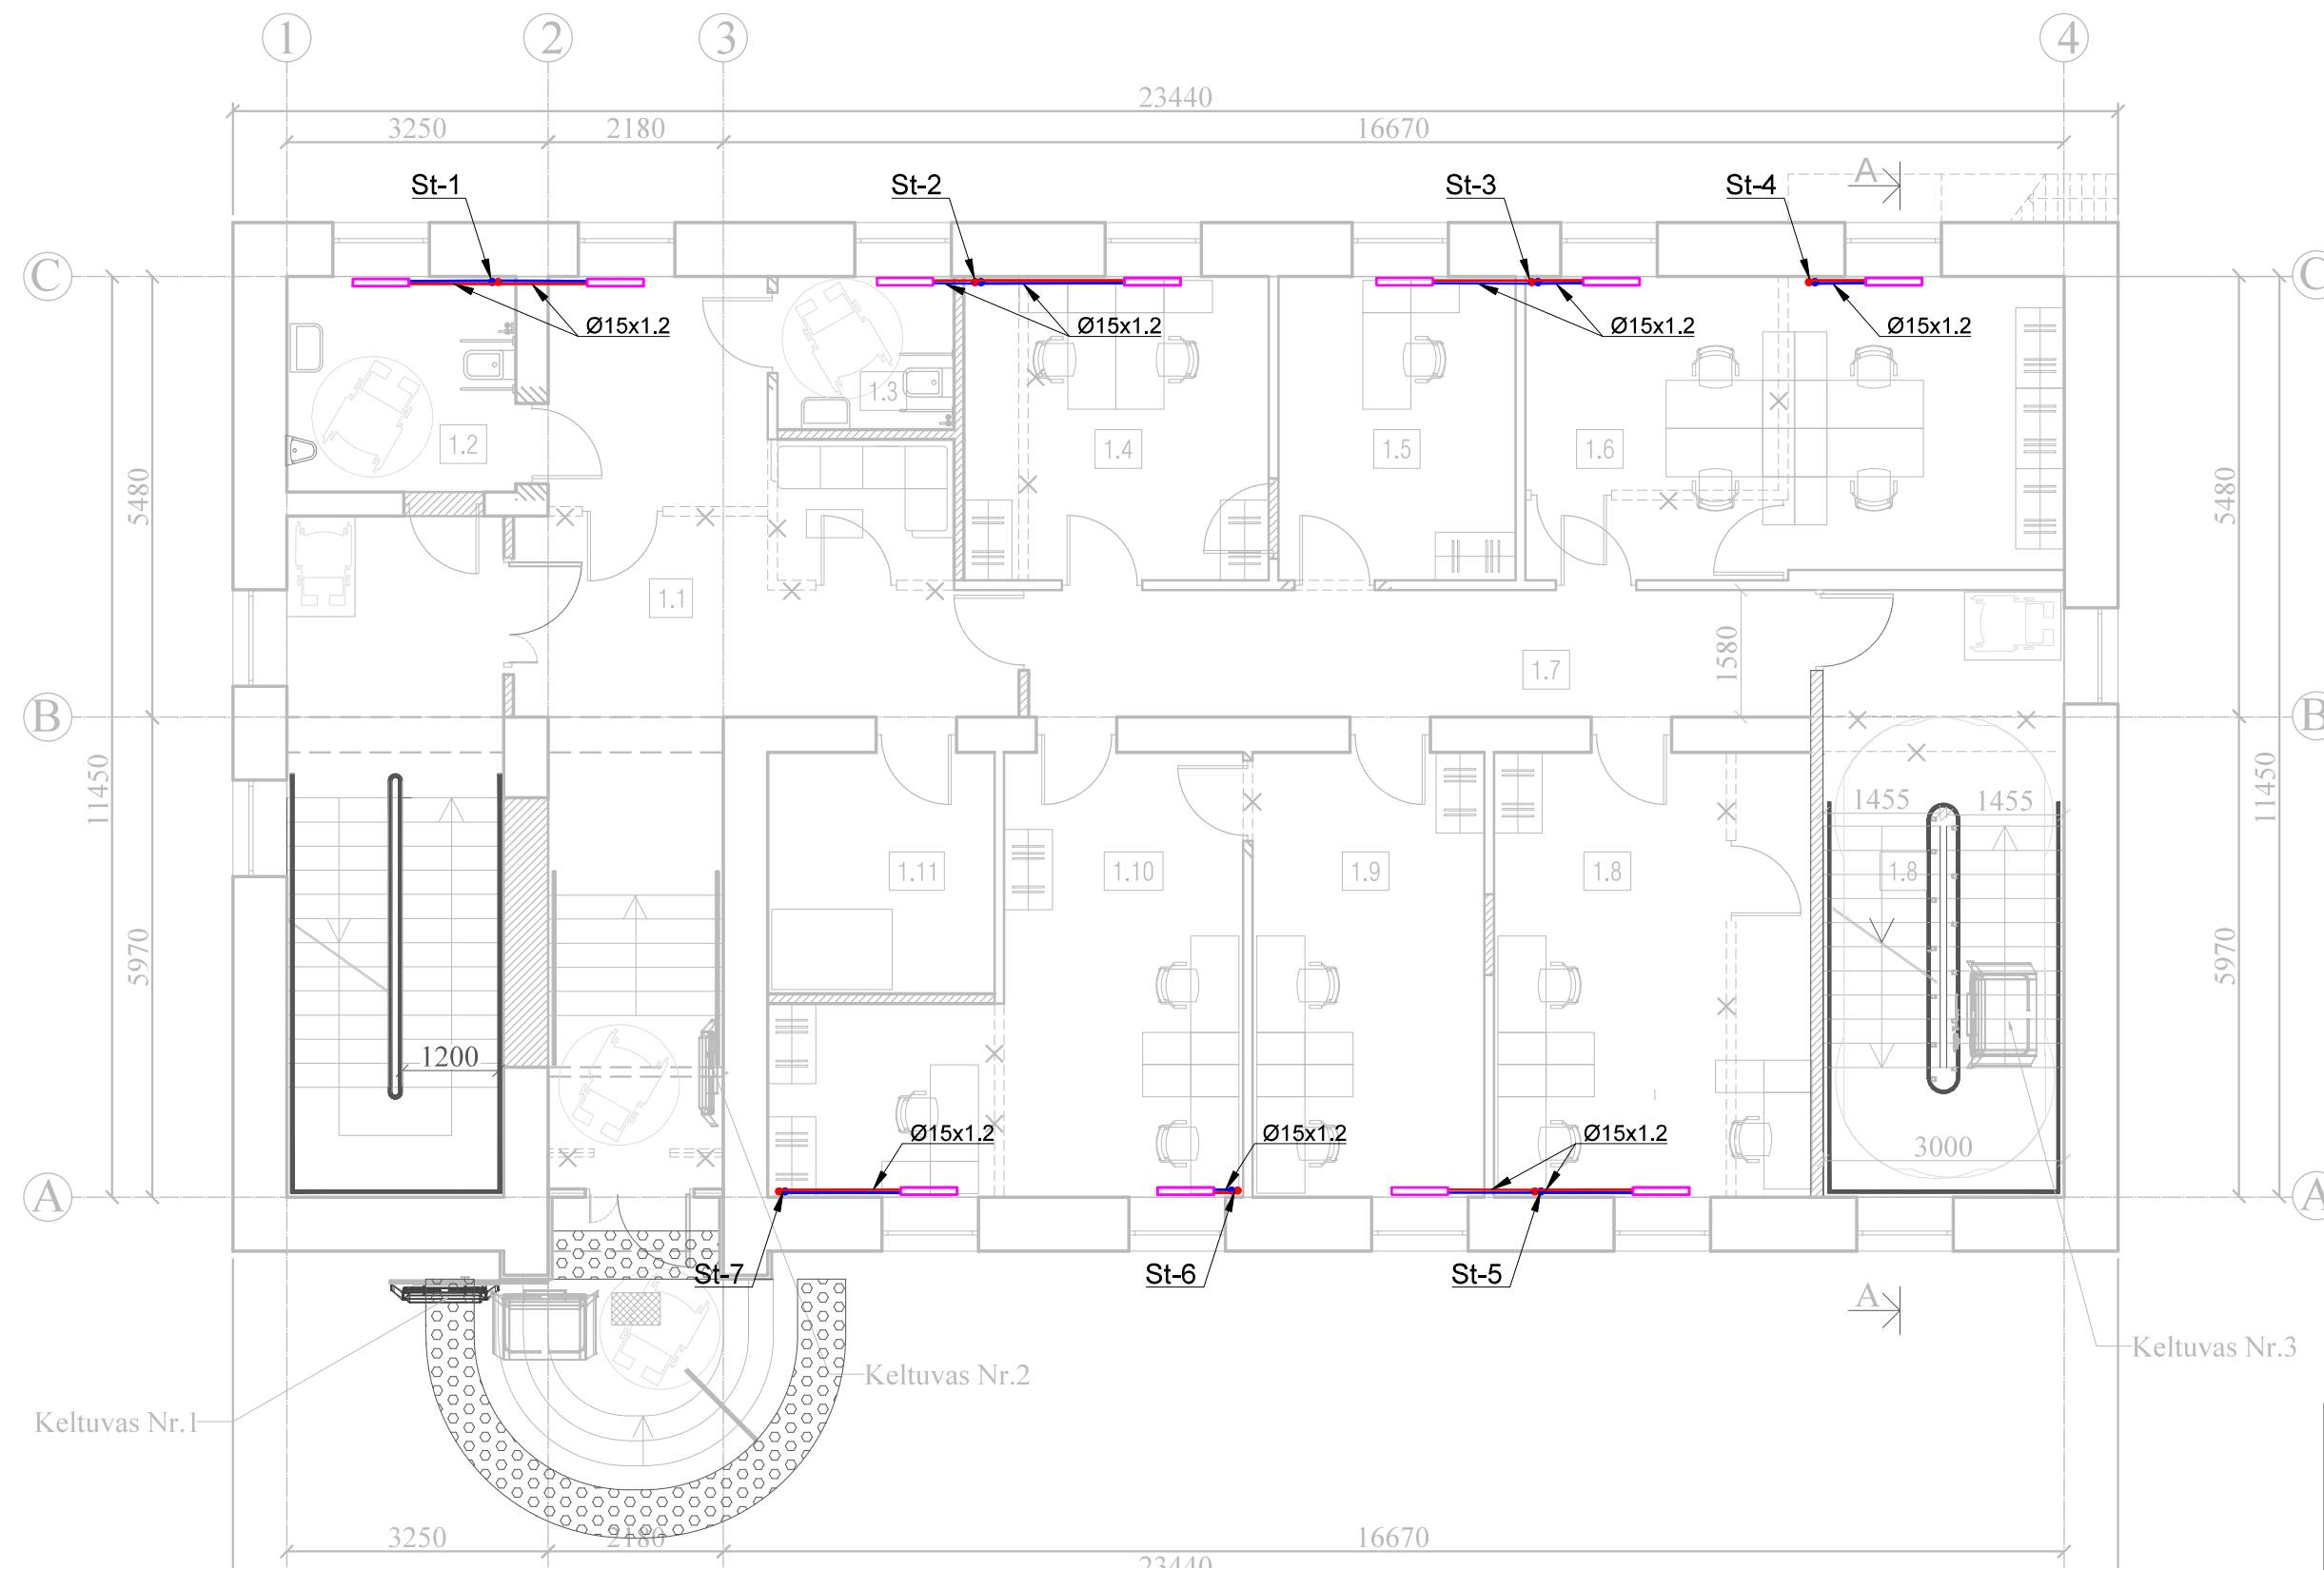 1 2 3 4
23440
3250 2180 16670
A
St-1 St-2 St-3 St-4
C C
Ø15x1.2 Ø15x1.2 Ø15x1.2 Ø15x1.2
1.3
1.2 1.4 1.5 1.6
5480 5480
1.1
1580
1.7
B B
11450 11450
1455 1455
1.11 1.10 1.9 1.8 1.8
5970 5970
1200
Ø15x1.2 Ø15x1.2 Ø15x1.2
3000
A A
St-7 St-6 St-5
A
Keltuvas Nr.3
Keltuvas Nr.2
Keltuvas Nr.1
3250 2180 16670
23440